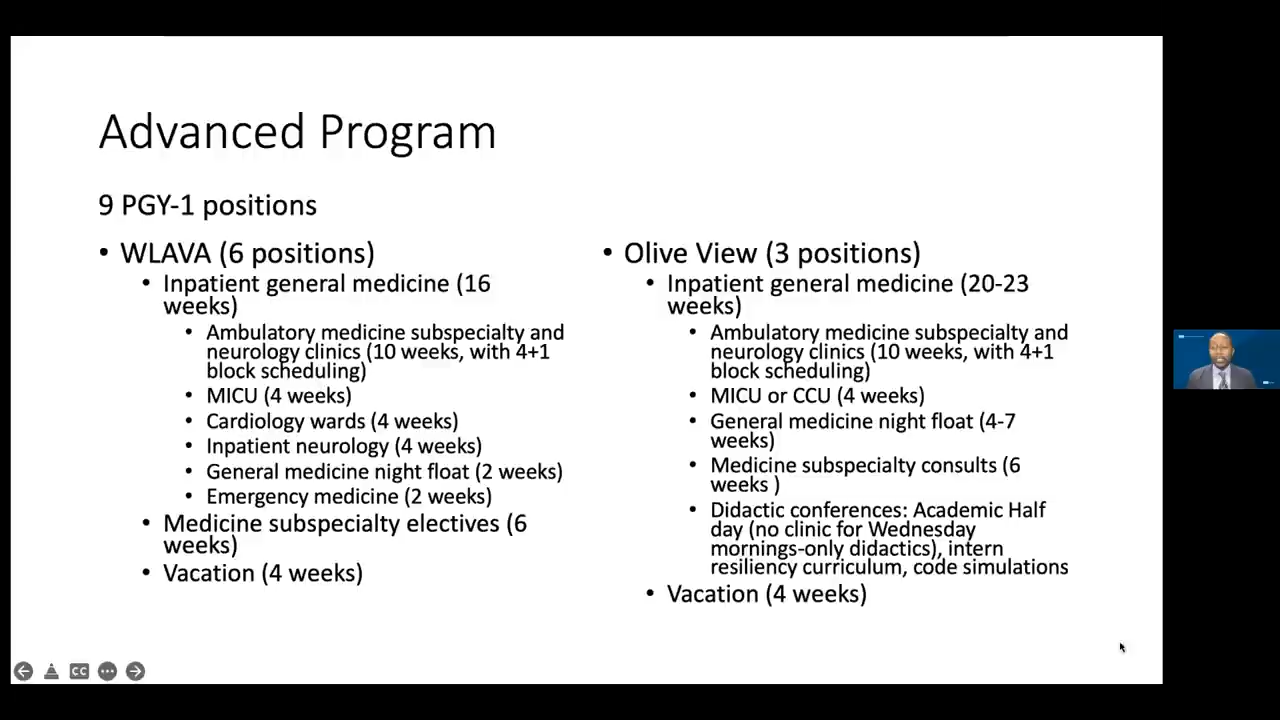 Advanced Program
9 PGY-1 positions
• WLAVA (6 positions)
• Inpatient general medicine (16
weeks)
• Ambulatory medicine subspecialty and
neurology clinics (10 weeks, with 4+1
block scheduling)
• MICU (4 weeks)
• Cardiology wards (4 weeks)
• Inpatient neurology (4 weeks)
• General medicine night float (2 weeks)
• Emergency medicine (2 weeks)
• Medicine subspecialty electives (6
weeks)
• Vacation (4 weeks)
• Olive View (3 positions)
• Inpatient general medicine (20-23
weeks)
• Ambulatory medicine subspecialty and
neurology clinics (10 weeks, with 4+1
block scheduling)
• MICU or CCU (4 weeks)
• General medicine night float (4-7
weeks)
• Medicine subspecialty consults (6
weeks )
• Didactic conferences: Academic Half
day (no clinic for Wednesday
mornings-only didactics), intern
resiliency curriculum, code simulations
• Vacation (4 weeks)
CC